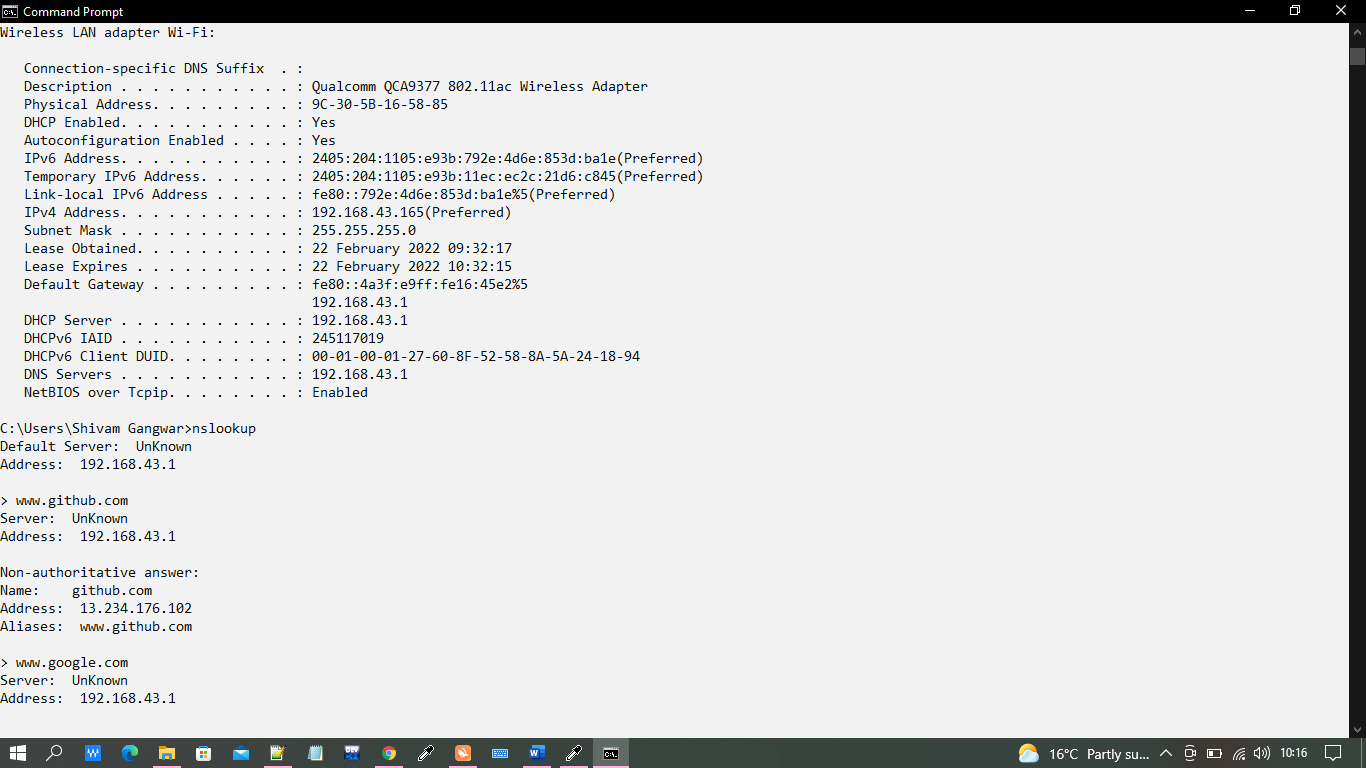 Command Prompt
Wireless LAN adapter Wi-Fi:
Connection-specific DNS Suffix  . :
Description . . . . . . . . . . . : Qualcomm QCA9377 802.11ac Wireless Adapter
Physical Address. . . . . . . . . : 9C-30-5B-16-58-85
DHCP Enabled. . . . . . . . . . . : Yes
Autoconfiguration Enabled . . . . : Yes
IPv6 Address. . . . . . . . . . . : 2405:204:1105:e93b:792e:4d6e:853d:ba1e(Preferred)
Temporary IPv6 Address. . . . . . : 2405:204:1105:e93b:11ec:ec2c:21d6:c845(Preferred)
Link-local IPv6 Address . . . . . : fe80::792e:4d6e:853d:ba1e%5(Preferred)
IPv4 Address. . . . . . . . . . . : 192.168.43.165(Preferred)
Subnet Mask . . . . . . . . . . . : 255.255.255.0
Lease Obtained. . . . . . . . . . : 22 February 2022 09:32:17
Lease Expires . . . . . . . . . . : 22 February 2022 10:32:15
Default Gateway . . . . . . . . . : fe80::4a3f:e9ff:fe16:45e2%5
192.168.43.1
DHCP Server . . . . . . . . . . . : 192.168.43.1
DHCPv6 IAID . . . . . . . . . . . : 245117019
DHCPv6 Client DUID. . . . . . . . : 00-01-00-01-27-60-8F-52-58-8A-5A-24-18-94
DNS Servers . . . . . . . . . . . : 192.168.43.1
NetBIOS over Tcpip. . . . . . . . : Enabled
C:\Users\Shivam Gangwar>nslookup
Default Server:  UnKnown
Address:  192.168.43.1
> www.github.com
Server:  UnKnown
Address:  192.168.43.1
Non-authoritative answer:
Name:    github.com
Address:  13.234.176.102
Aliases:  www.github.com
> www.google.com
Server:  UnKnown
Address:  192.168.43.1
16°C Partly su... 10:16